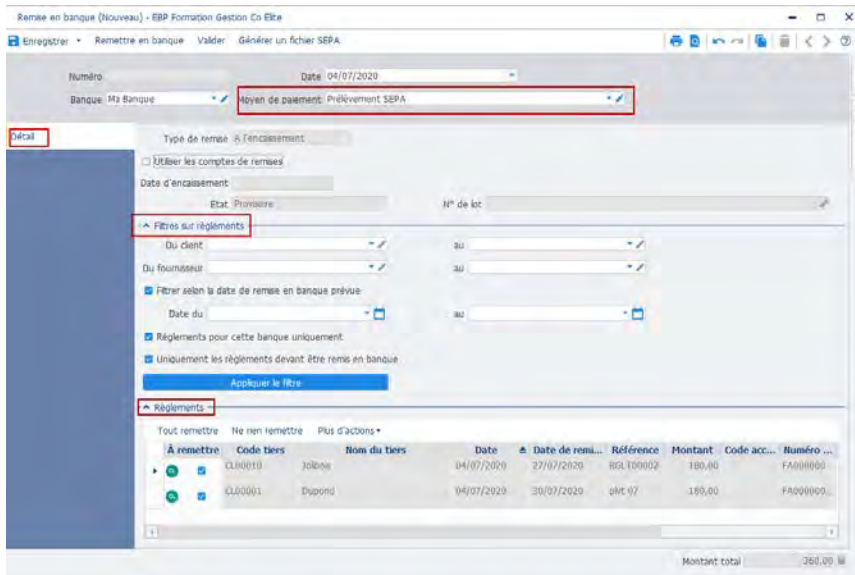 Remise en banque (Nouveau) - EBP Formation Gestion Co Elite
Enregistrer Remettre en banque Valider Générer un fichier SEPA
Numéro Date 04/07/2020
Banque Ma Banque Moyen de paiement Prélèvement SEPA
Détail
Type de remise A l'encaissement
Utiliser les comptes de remises
Date d'encaissement
Etat Provisoire N° de lot
Filtres sur règlements
Du client au
Du fournisseur au
Filtrer selon la date de remise en banque prévue
Date du au
Règlements pour cette banque uniquement
Uniquement les règlements devant être remis en banque
Appliquer le filtre
Règlements
Tout remettre Ne rien remettre Plus d'actions
À remettre Code tiers Nom du tiers Date Date de remi... Référence Montant Code acc... Numéro ...
CL00010 04/07/2020 27/07/2020 RGLT00002 180,00 FA000000
CL00001 Dupond 04/07/2020 30/07/2020 180,00 FA000000...
Montant total 360,00